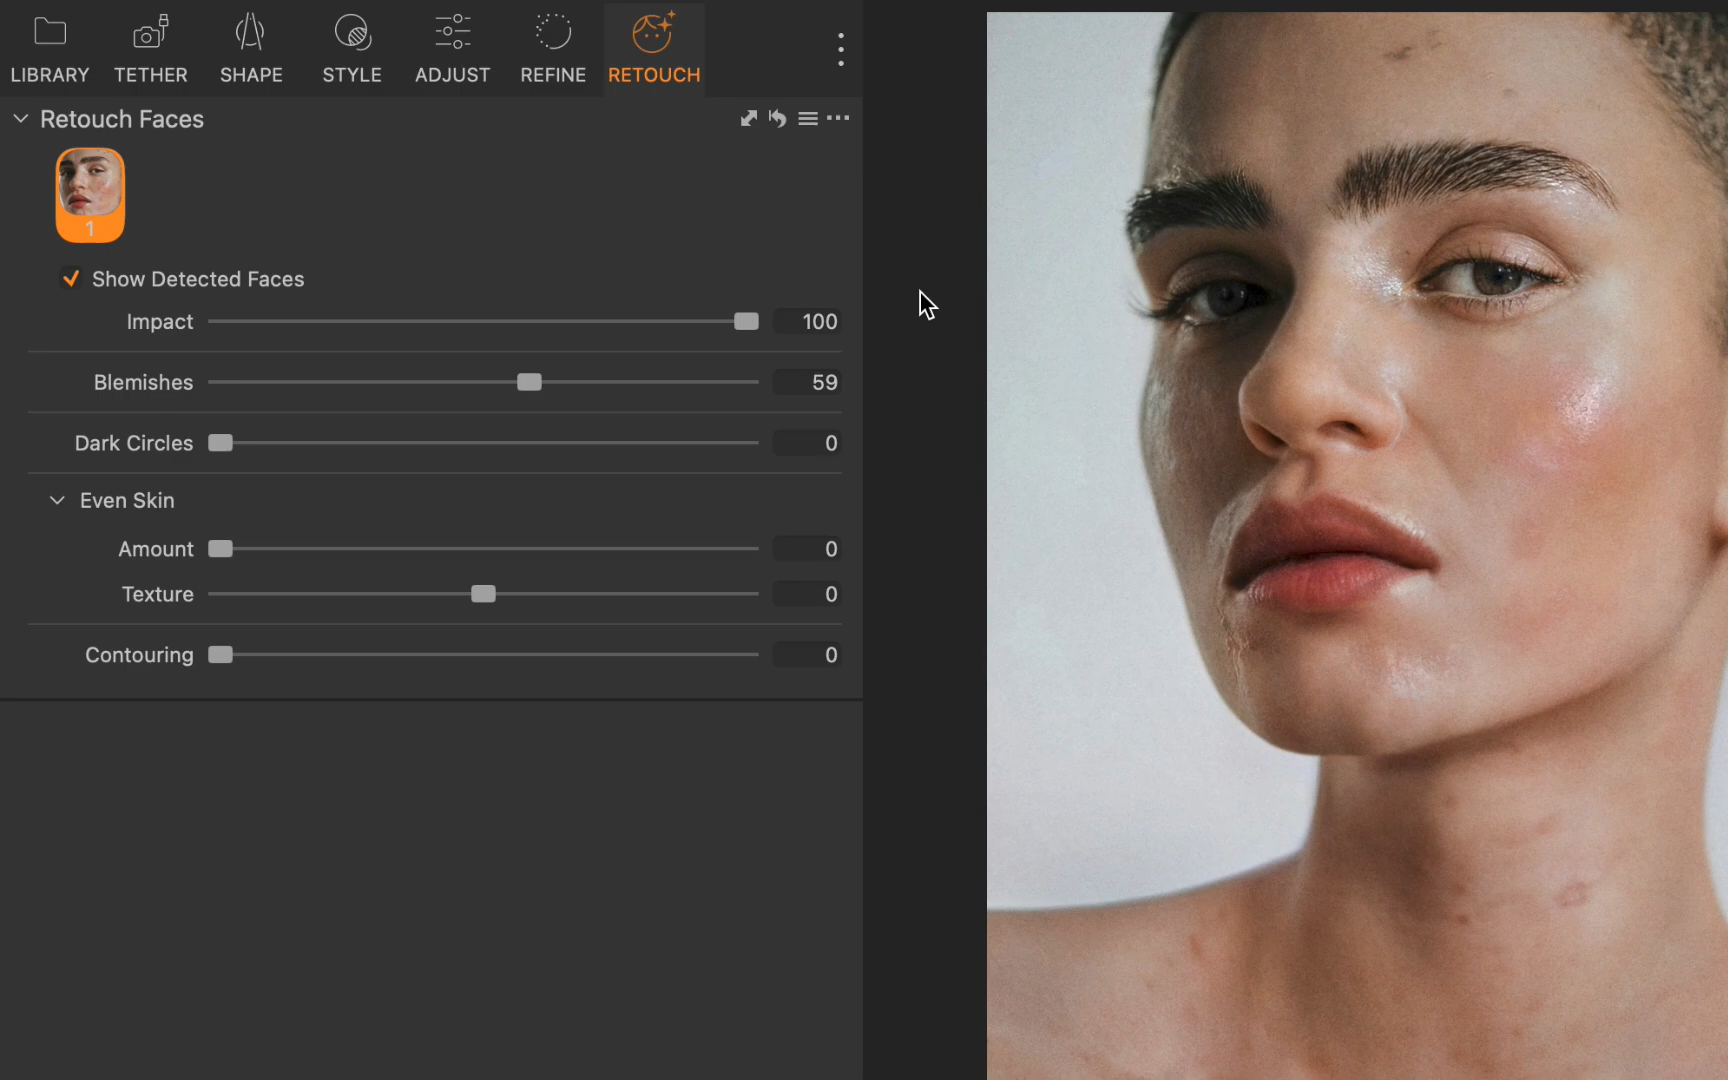 LIBRARY TETHER SHAPE STYLE ADJUST REFINE RETOUCH
Retouch Faces
1
Show Detected Faces
Impact 100
Blemishes 59
Dark Circles 0
Even Skin
Amount 0
Texture 0
Contouring 0